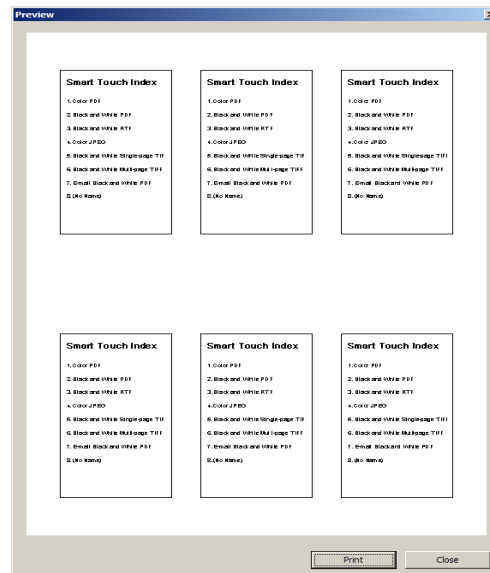 Preview
Smart Touch Index
1.Color PDF
2. Black and White PDF
3. Black and White RTF
4.Color JPEG
5. Black and White Single-page TIF
6. Black and White Multi-page TIFF
7. E-mail Black and White PDF
8.(No Name)
Smart Touch Index
1.Color PDF
2. Black and White PDF
3. Black and White RTF
4.Color JPEG
5. Black and White Single-page TIF
6. Black and White Multi-page TIFF
7. E-mail Black and White PDF
8.(No Name)
Smart Touch Index
1.Color PDF
2. Black and White PDF
3. Black and White RTF
4.Color JPEG
5. Black and White Single-page TIF
6. Black and White Multi-page TIFF
7. E-mail Black and White PDF
8.(No Name)
Smart Touch Index
1.Color PDF
2. Black and White PDF
3. Black and White RTF
4.Color JPEG
5. Black and White Single-page TIF
6. Black and White Multi-page TIFF
7. E-mail Black and White PDF
8.(No Name)
Smart Touch Index
1.Color PDF
2. Black and White PDF
3. Black and White RTF
4.Color JPEG
5. Black and White Single-page TIF
6. Black and White Multi-page TIFF
7. E-mail Black and White PDF
8.(No Name)
Smart Touch Index
1.Color PDF
2. Black and White PDF
3. Black and White RTF
4.Color JPEG
5. Black and White Single-page TIF
6. Black and White Multi-page TIFF
7. E-mail Black and White PDF
8.(No Name)
Print
Close